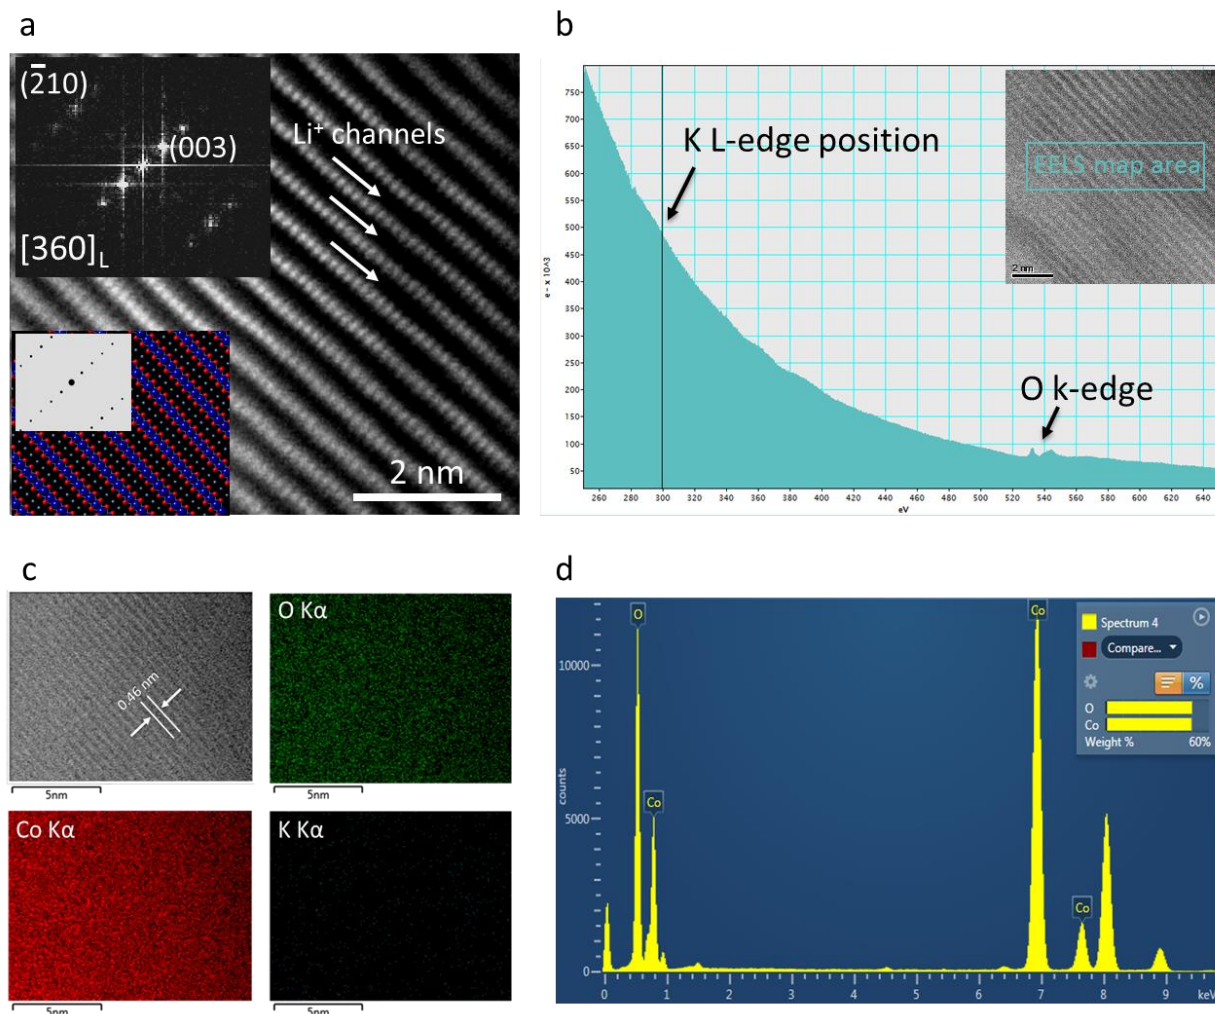 a
(2̄10)
(003)
Li⁺ channels
[360]L
2 nm
b
750
700
650
600
550
500
450
400
350
300
250
200
150
100
50
e - x 10^3
K L-edge position
EELS map area
2 nm
O k-edge
260 280 300 320 340 360 380 400 420 440 460 480 500 520 540 560 580 600 620 640
eV
c
0.46 nm
5nm
O Kα
5nm
Co Kα
5nm
K Kα
5nm
d
O
Co
Co
Co
Spectrum 4
Compare...
%
O
Co
Weight % 60%
10000
5000
0
counts
0 1 2 3 4 5 6 7 8 9 keV